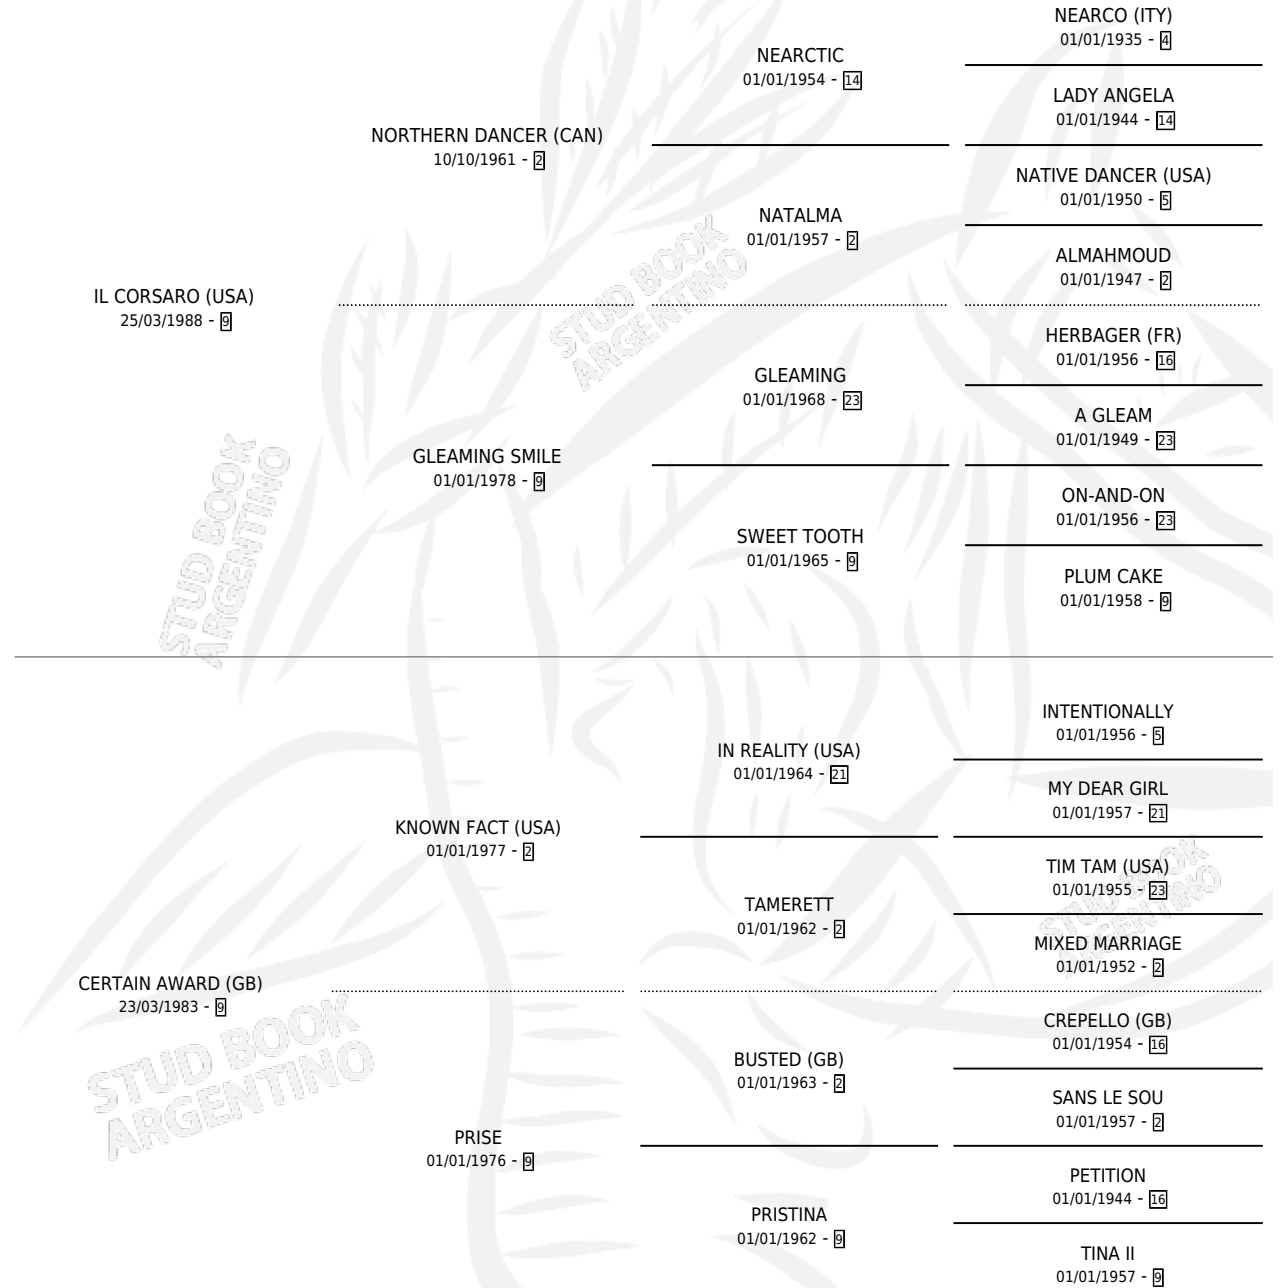 NEARCO (ITY)
01/01/1935 - 4
NEARCTIC
01/01/1954 - 14
LADY ANGELA
01/01/1944 - 14
NORTHERN DANCER (CAN)
10/10/1961 - 2
NATIVE DANCER (USA)
01/01/1950 - 5
NATALMA
01/01/1957 - 2
ALMAHMOUD
01/01/1947 - 2
IL CORSARO (USA)
25/03/1988 - 9
HERBAGER (FR)
01/01/1956 - 16
GLEAMING
01/01/1968 - 23
A GLEAM
01/01/1949 - 23
GLEAMING SMILE
01/01/1978 - 9
ON-AND-ON
01/01/1956 - 23
SWEET TOOTH
01/01/1965 - 9
PLUM CAKE
01/01/1958 - 9
INTENTIONALLY
01/01/1956 - 5
IN REALITY (USA)
01/01/1964 - 21
MY DEAR GIRL
01/01/1957 - 21
KNOWN FACT (USA)
01/01/1977 - 2
TIM TAM (USA)
01/01/1955 - 23
TAMERETT
01/01/1962 - 2
MIXED MARRIAGE
01/01/1952 - 2
CERTAIN AWARD (GB)
23/03/1983 - 9
CREPELLO (GB)
01/01/1954 - 16
BUSTED (GB)
01/01/1963 - 2
SANS LE SOU
01/01/1957 - 2
PRISE
01/01/1976 - 9
PETITION
01/01/1944 - 16
PRISTINA
01/01/1962 - 9
TINA II
01/01/1957 - 9
STUD BOOK
ARGENTINO
STUD BOOK
ARGENTINO
STUD BOOK
ARGENTINO
STUD BOOK
ARGENTINO